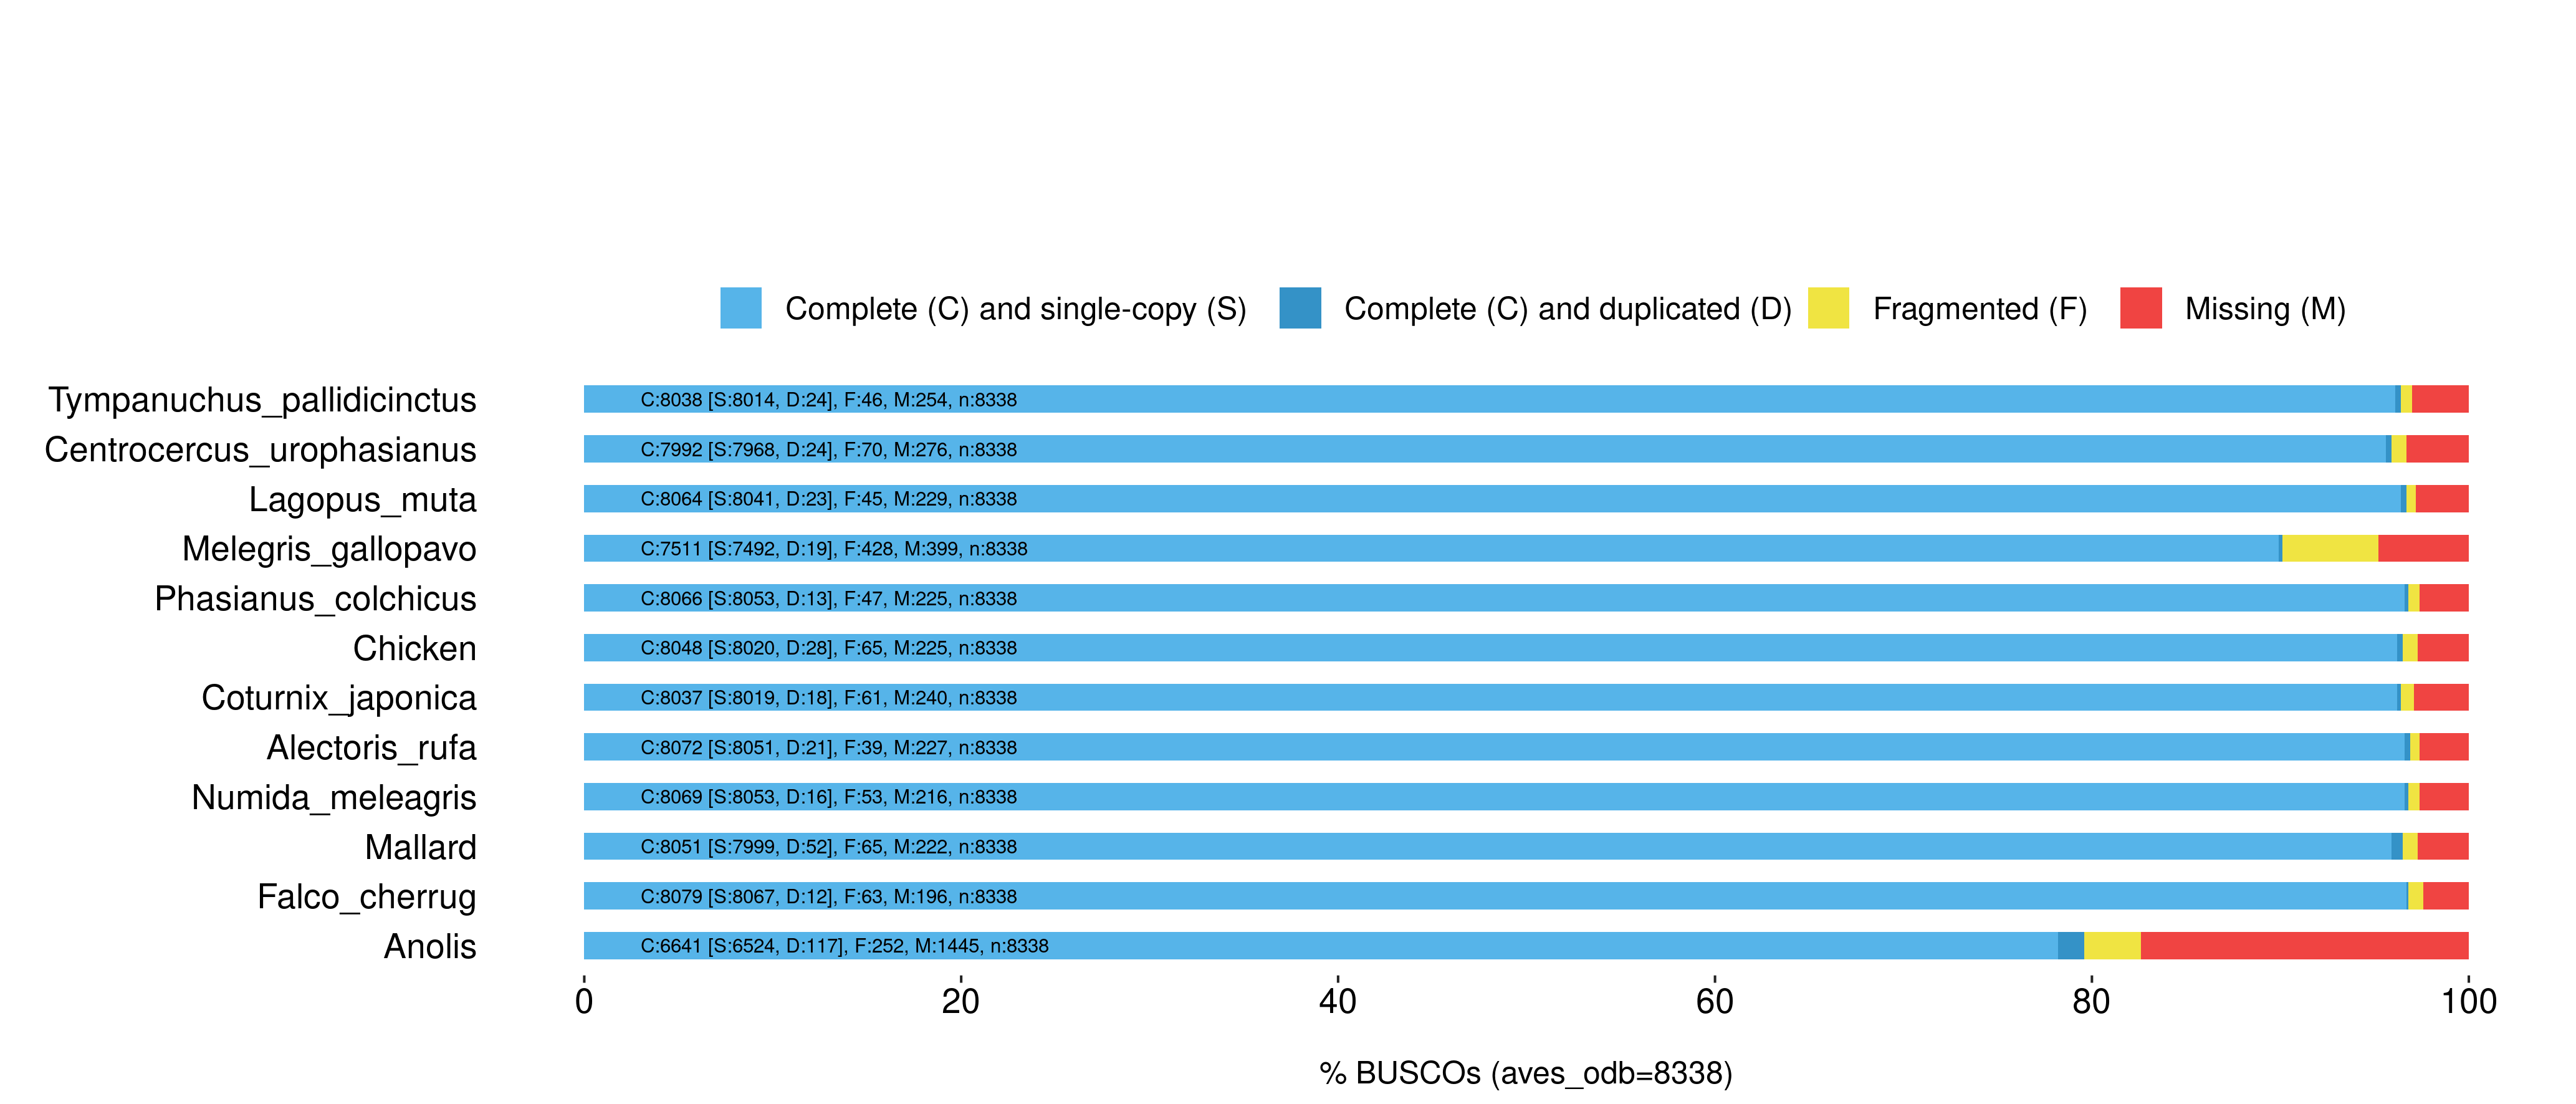 Complete (C) and single-copy (S) Complete (C) and duplicated (D) Fragmented (F) Missing (M)
Tympanuchus_pallidicinctus C:8038 [S:8014, D:24], F:46, M:254, n:8338
Centrocercus_urophasianus C:7992 [S:7968, D:24], F:70, M:276, n:8338
Lagopus_muta C:8064 [S:8041, D:23], F:45, M:229, n:8338
Melegris_gallopavo C:7511 [S:7492, D:19], F:428, M:399, n:8338
Phasianus_colchicus C:8066 [S:8053, D:13], F:47, M:225, n:8338
Chicken C:8048 [S:8020, D:28], F:65, M:225, n:8338
Coturnix_japonica C:8037 [S:8019, D:18], F:61, M:240, n:8338
Alectoris_rufa C:8072 [S:8051, D:21], F:39, M:227, n:8338
Numida_meleagris C:8069 [S:8053, D:16], F:53, M:216, n:8338
Mallard C:8051 [S:7999, D:52], F:65, M:222, n:8338
Falco_cherrug C:8079 [S:8067, D:12], F:63, M:196, n:8338
Anolis C:6641 [S:6524, D:117], F:252, M:1445, n:8338
0 20 40 60 80 100
% BUSCOs (aves_odb=8338)